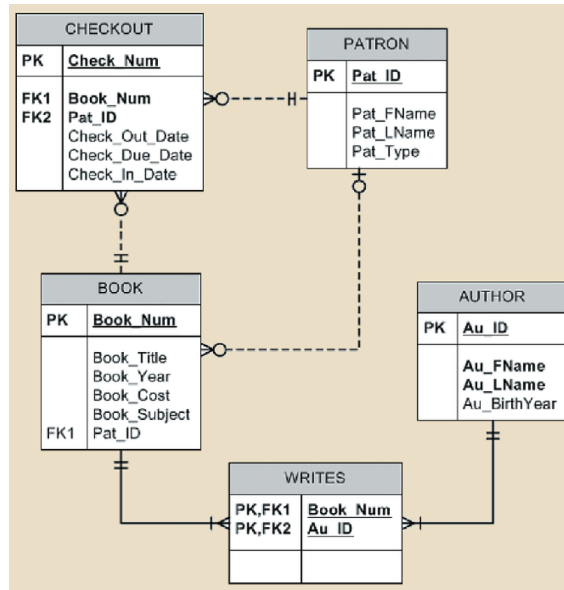 CHECKOUT
PK Check_Num
FK1 Book_Num
FK2 Pat_ID
Check_Out_Date
Check_Due_Date
Check_In_Date
PATRON
PK Pat_ID
Pat_FName
Pat_LName
Pat_Type
BOOK
PK Book_Num
Book_Title
Book_Year
Book_Cost
Book_Subject
FK1 Pat_ID
AUTHOR
PK Au_ID
Au_FName
Au_LName
Au_BirthYear
WRITES
PK,FK1 Book_Num
PK,FK2 Au_ID